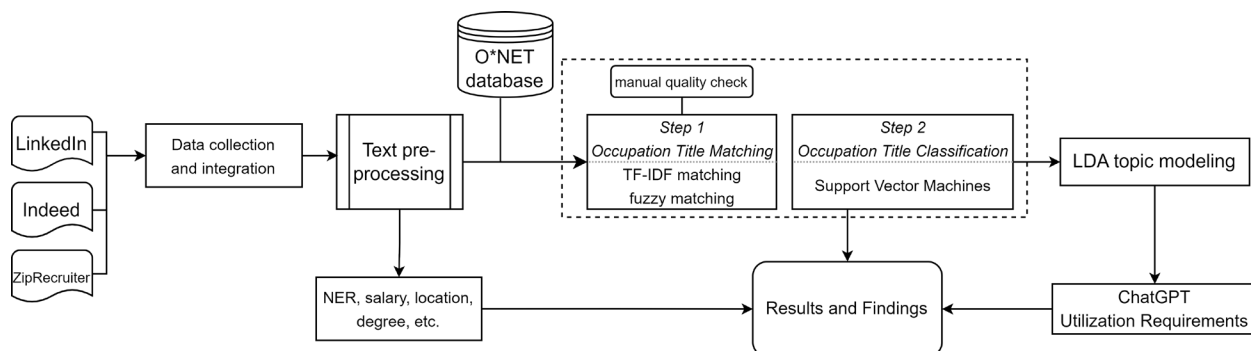 LinkedIn
Indeed
ZipRecruiter
Data collection
and integration
Text pre-
processing
O*NET
database
NER, salary, location,
degree, etc.
manual quality check
Step 1
Occupation Title Matching
TF-IDF matching
fuzzy matching
Step 2
Occupation Title Classification
Support Vector Machines
LDA topic modeling
Results and Findings
ChatGPT
Utilization Requirements